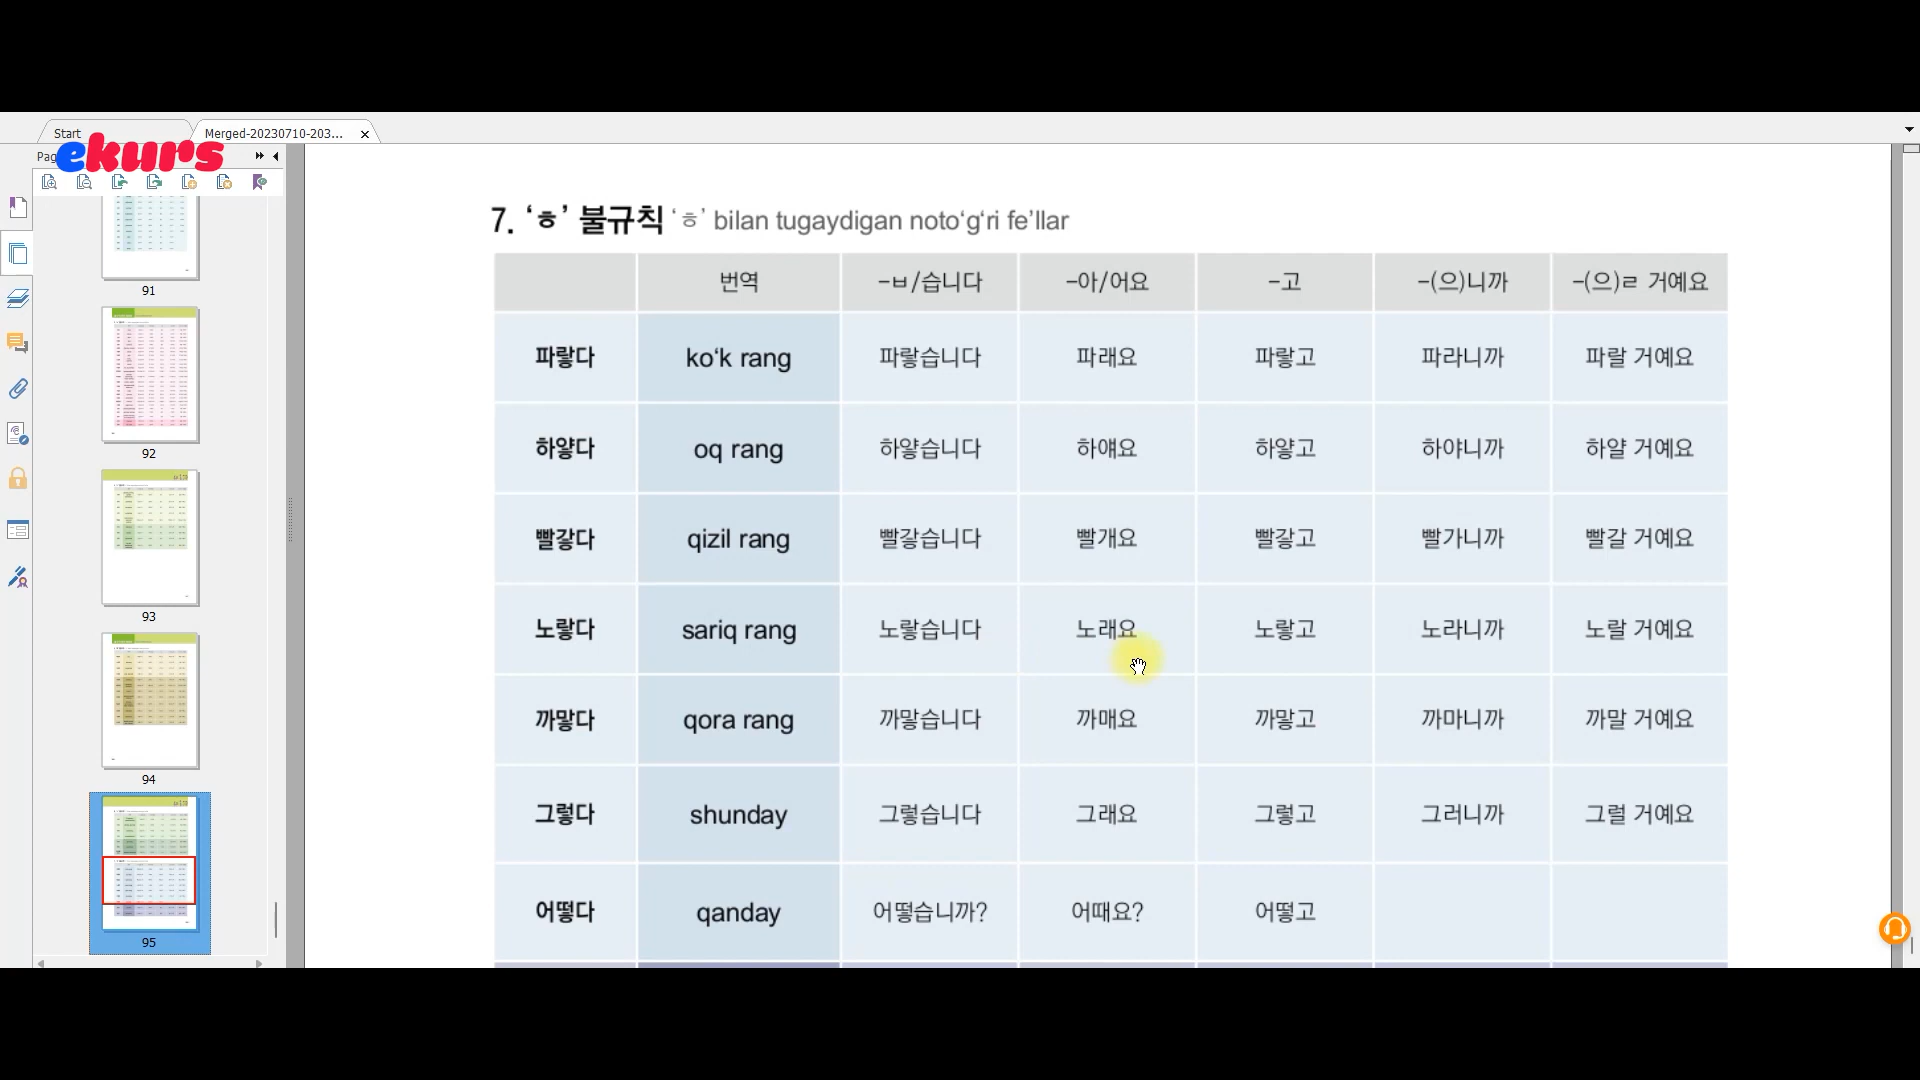 Start
Merged-20230710-203...
ekurs
7. ‘ㅎ’ 불규칙 ‘ㅎ’ bilan tugaydigan noto‘g‘ri fe’llar
번역 –ㅂ/습니다 –아/어요 –고 –(으)니까 –(으)ㄹ 거예요
파랗다 ko‘k rang 파랗습니다 파래요 파랗고 파라니까 파랄 거예요
하얗다 oq rang 하얗습니다 하얘요 하얗고 하야니까 하얄 거예요
빨갛다 qizil rang 빨갛습니다 빨개요 빨갛고 빨가니까 빨갈 거예요
노랗다 sariq rang 노랗습니다 노래요 노랗고 노라니까 노랄 거예요
까맣다 qora rang 까맣습니다 까매요 까맣고 까마니까 까말 거예요
그렇다 shunday 그렇습니다 그래요 그렇고 그러니까 그럴 거예요
어떻다 qanday 어떻습니까? 어때요? 어떻고
91
92
93
94
95